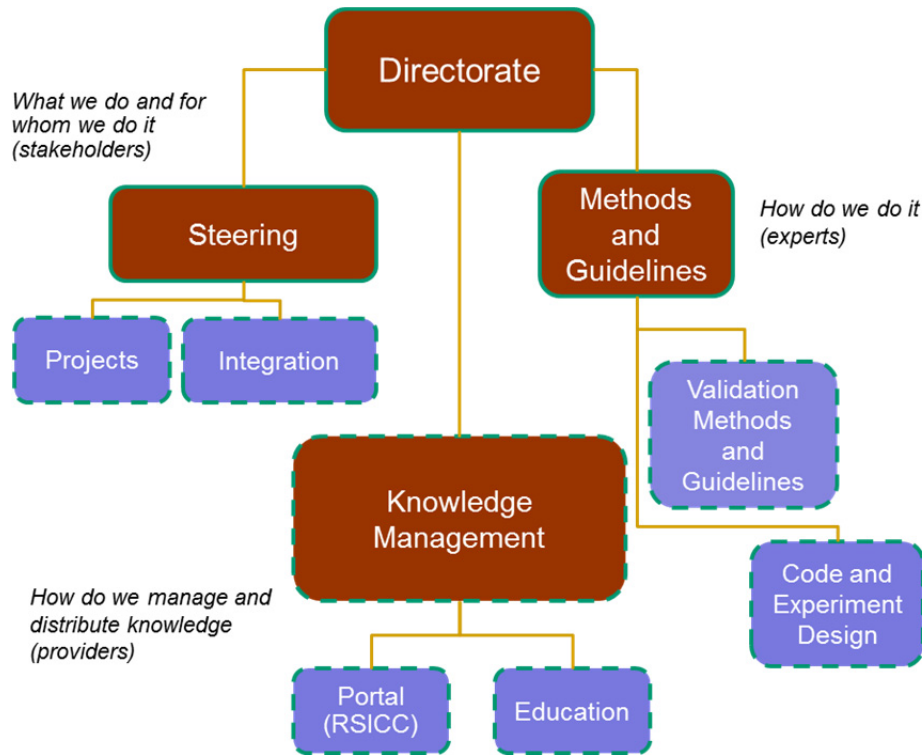 Directorate
What we do and for
whom we do it
(stakeholders)
Steering
Methods
and
Guidelines
How do we do it
(experts)
Projects
Integration
Validation
Methods
and
Guidelines
Knowledge
Management
Code and
Experiment
Design
How do we manage and
distribute knowledge
(providers)
Portal
(RSICC)
Education